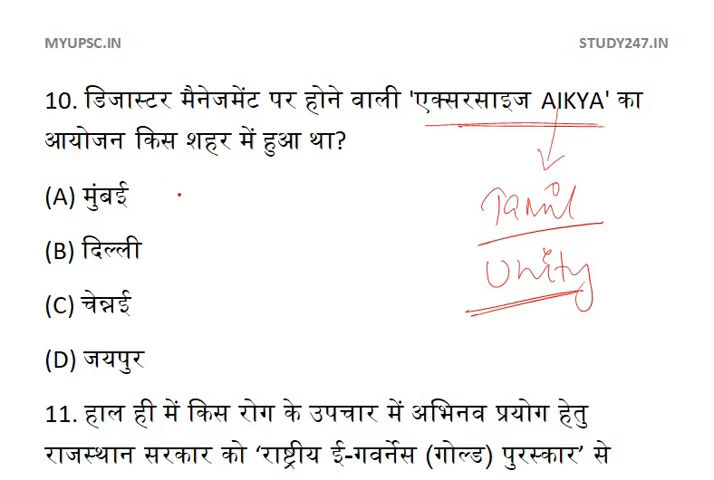 MYUPSC.IN STUDY247.IN
10. डिजास्टर मैनेजमेंट पर होने वाली 'एक्सरसाइज AIKYA' का
आयोजन किस शहर में हुआ था?
(A) मुंबई
Tamil
(B) दिल्ली
Unity
(C) चेन्नई
(D) जयपुर
11. हाल ही में किस रोग के उपचार में अभिनव प्रयोग हेतु
राजस्थान सरकार को ‘राष्ट्रीय ई-गवर्नेस (गोल्ड) पुरस्कार’ से